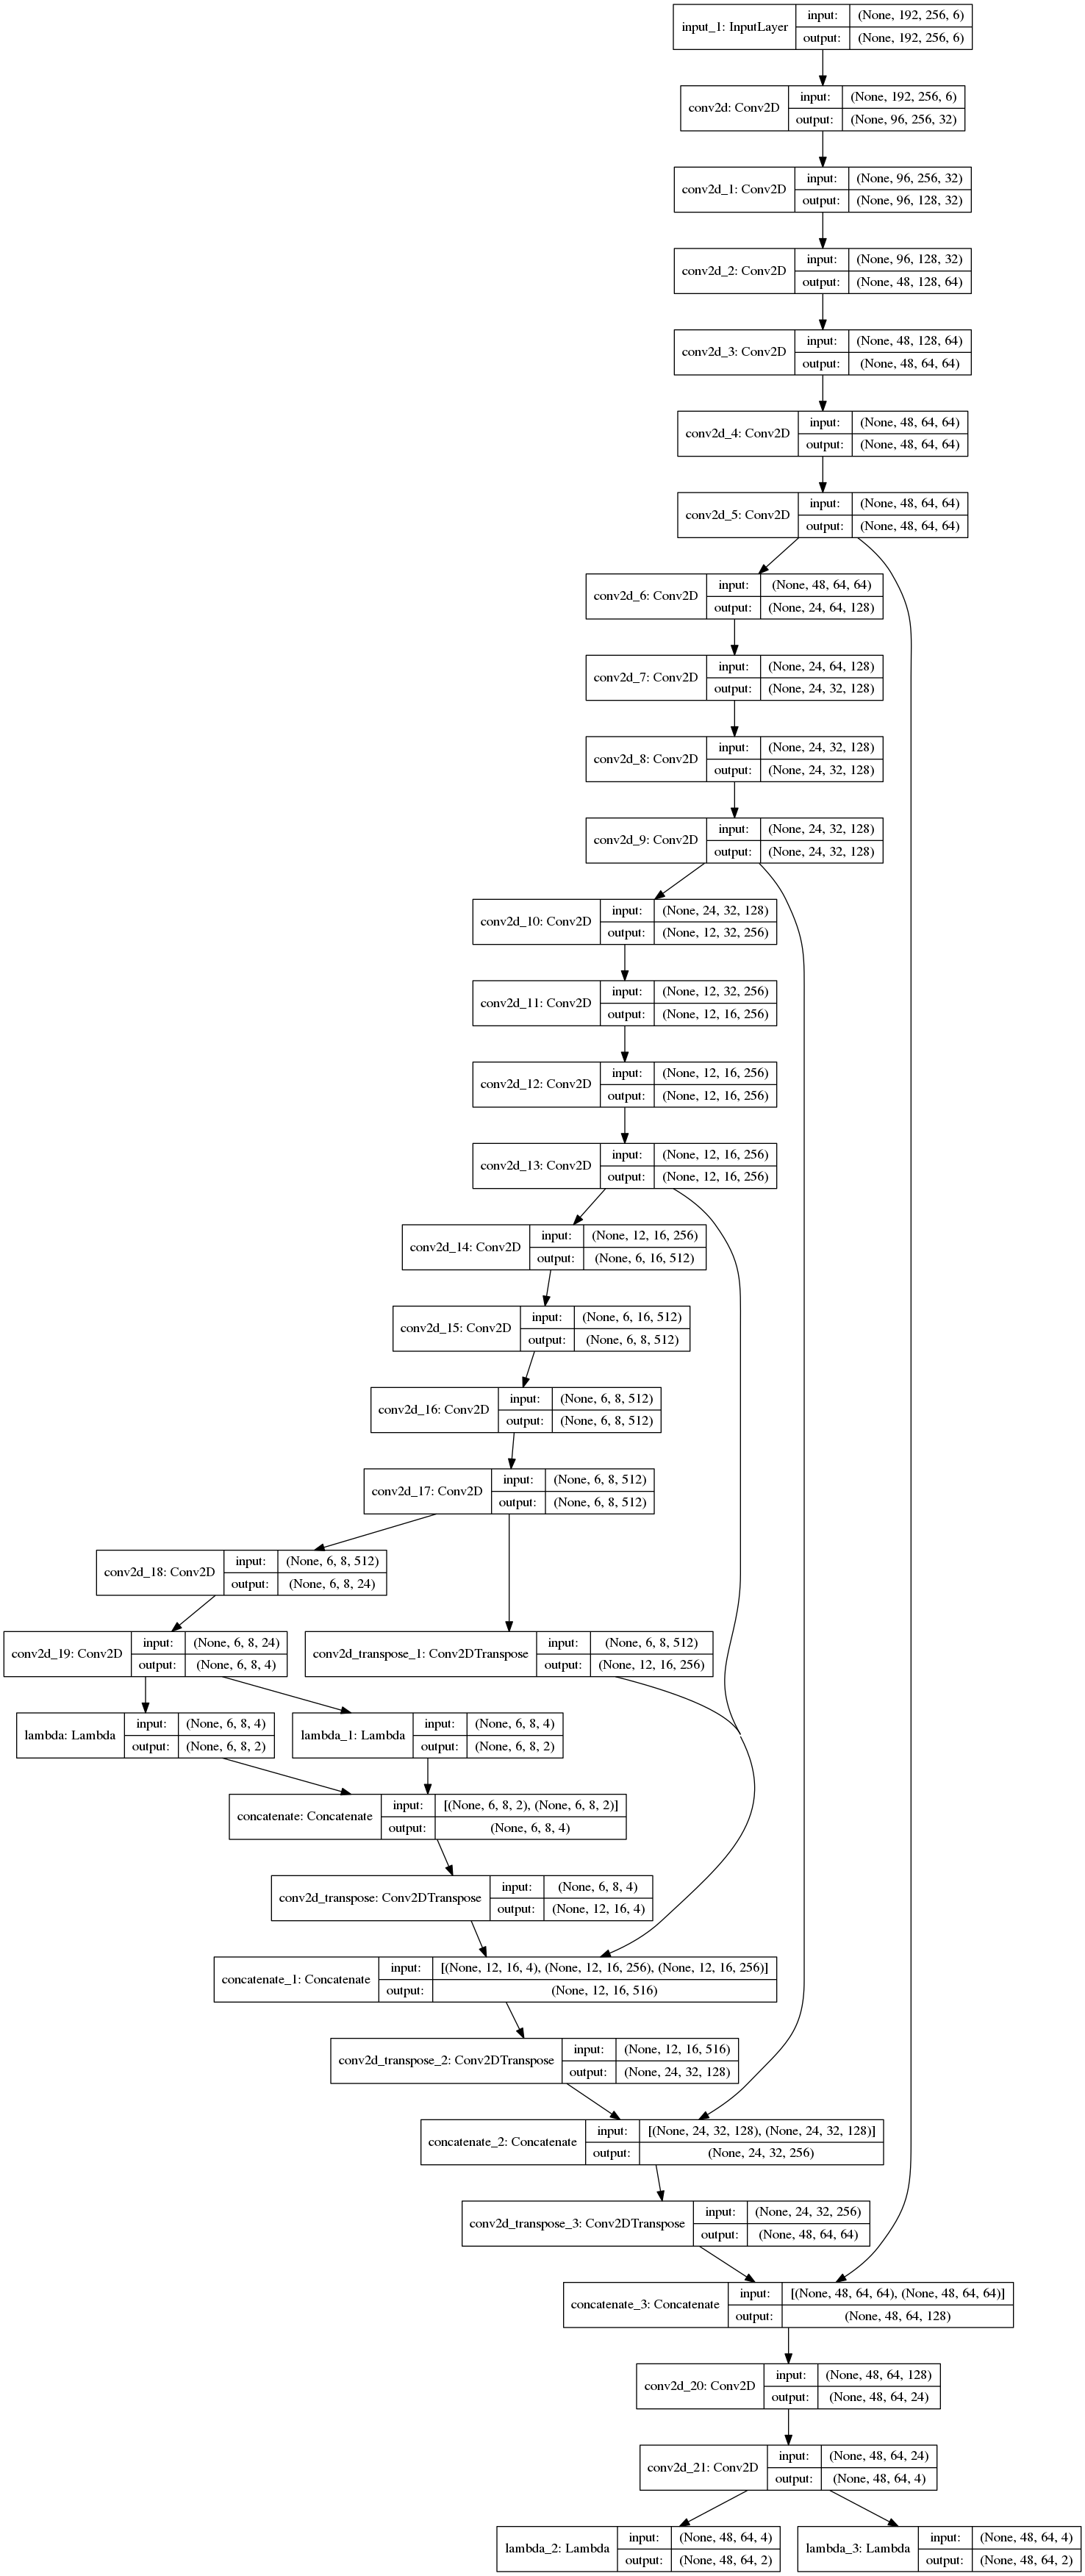 input_1: InputLayer
input: (None, 192, 256, 6)
output: (None, 192, 256, 6)
conv2d: Conv2D
input: (None, 192, 256, 6)
output: (None, 96, 256, 32)
conv2d_1: Conv2D
input: (None, 96, 256, 32)
output: (None, 96, 128, 32)
conv2d_2: Conv2D
input: (None, 96, 128, 32)
output: (None, 48, 128, 64)
conv2d_3: Conv2D
input: (None, 48, 128, 64)
output: (None, 48, 64, 64)
conv2d_4: Conv2D
input: (None, 48, 64, 64)
output: (None, 48, 64, 64)
conv2d_5: Conv2D
input: (None, 48, 64, 64)
output: (None, 48, 64, 64)
conv2d_6: Conv2D
input: (None, 48, 64, 64)
output: (None, 24, 64, 128)
conv2d_7: Conv2D
input: (None, 24, 64, 128)
output: (None, 24, 32, 128)
conv2d_8: Conv2D
input: (None, 24, 32, 128)
output: (None, 24, 32, 128)
conv2d_9: Conv2D
input: (None, 24, 32, 128)
output: (None, 24, 32, 128)
conv2d_10: Conv2D
input: (None, 24, 32, 128)
output: (None, 12, 32, 256)
conv2d_11: Conv2D
input: (None, 12, 32, 256)
output: (None, 12, 16, 256)
conv2d_12: Conv2D
input: (None, 12, 16, 256)
output: (None, 12, 16, 256)
conv2d_13: Conv2D
input: (None, 12, 16, 256)
output: (None, 12, 16, 256)
conv2d_14: Conv2D
input: (None, 12, 16, 256)
output: (None, 6, 16, 512)
conv2d_15: Conv2D
input: (None, 6, 16, 512)
output: (None, 6, 8, 512)
conv2d_16: Conv2D
input: (None, 6, 8, 512)
output: (None, 6, 8, 512)
conv2d_17: Conv2D
input: (None, 6, 8, 512)
output: (None, 6, 8, 512)
conv2d_18: Conv2D
input: (None, 6, 8, 512)
output: (None, 6, 8, 24)
conv2d_19: Conv2D
input: (None, 6, 8, 24)
output: (None, 6, 8, 4)
conv2d_transpose_1: Conv2DTranspose
input: (None, 6, 8, 512)
output: (None, 12, 16, 256)
lambda: Lambda
input: (None, 6, 8, 4)
output: (None, 6, 8, 2)
lambda_1: Lambda
input: (None, 6, 8, 4)
output: (None, 6, 8, 2)
concatenate: Concatenate
input: [(None, 6, 8, 2), (None, 6, 8, 2)]
output: (None, 6, 8, 4)
conv2d_transpose: Conv2DTranspose
input: (None, 6, 8, 4)
output: (None, 12, 16, 4)
concatenate_1: Concatenate
input: [(None, 12, 16, 4), (None, 12, 16, 256), (None, 12, 16, 256)]
output: (None, 12, 16, 516)
conv2d_transpose_2: Conv2DTranspose
input: (None, 12, 16, 516)
output: (None, 24, 32, 128)
concatenate_2: Concatenate
input: [(None, 24, 32, 128), (None, 24, 32, 128)]
output: (None, 24, 32, 256)
conv2d_transpose_3: Conv2DTranspose
input: (None, 24, 32, 256)
output: (None, 48, 64, 64)
concatenate_3: Concatenate
input: [(None, 48, 64, 64), (None, 48, 64, 64)]
output: (None, 48, 64, 128)
conv2d_20: Conv2D
input: (None, 48, 64, 128)
output: (None, 48, 64, 24)
conv2d_21: Conv2D
input: (None, 48, 64, 24)
output: (None, 48, 64, 4)
lambda_2: Lambda
input: (None, 48, 64, 4)
output: (None, 48, 64, 2)
lambda_3: Lambda
input: (None, 48, 64, 4)
output: (None, 48, 64, 2)